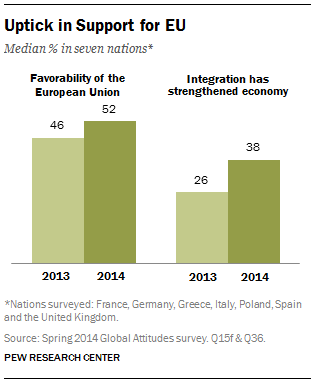 Uptick in Support for EU
Median % in seven nations*
Favorability of the
European Union
Integration has
strengthened economy
46
52
26
38
2013
2014
2013
2014
*Nations surveyed: France, Germany, Greece, Italy, Poland, Spain
and the United Kingdom.
Source: Spring 2014 Global Attitudes survey. Q15f & Q36.
PEW RESEARCH CENTER